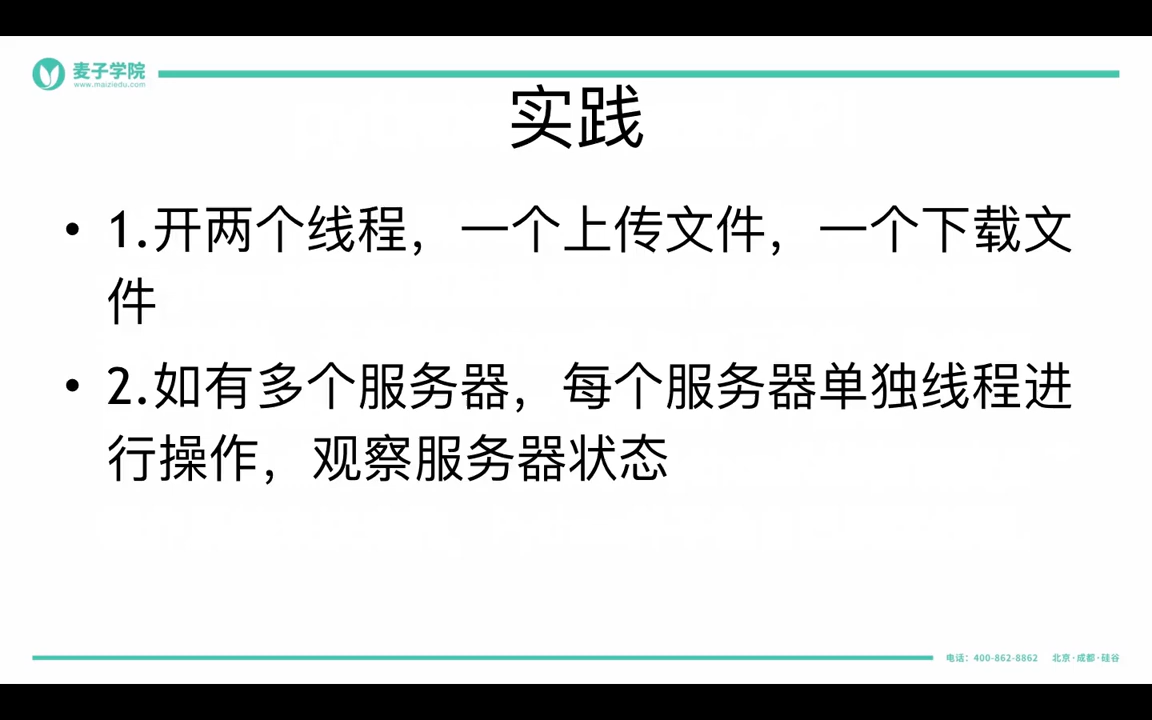 麦子学院
www.maiziedu.com
实践
• 1.开两个线程，一个上传文件，一个下载文
件
• 2.如有多个服务器，每个服务器单独线程进
行操作，观察服务器状态
电话：400-862-8862 北京·成都·硅谷